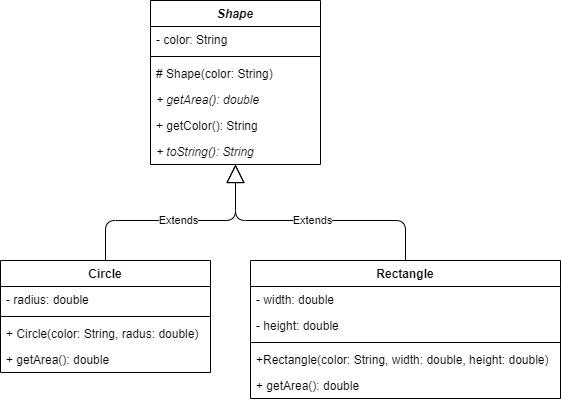 Shape
- color: String
# Shape(color: String)
+ getArea(): double
+ getColor(): String
+ toString(): String
Extends
Extends
Circle
- radius: double
+ Circle(color: String, radius: double)
+ getArea(): double
Rectangle
- width: double
- height: double
+Rectangle(color: String, width: double, height: double)
+ getArea(): double